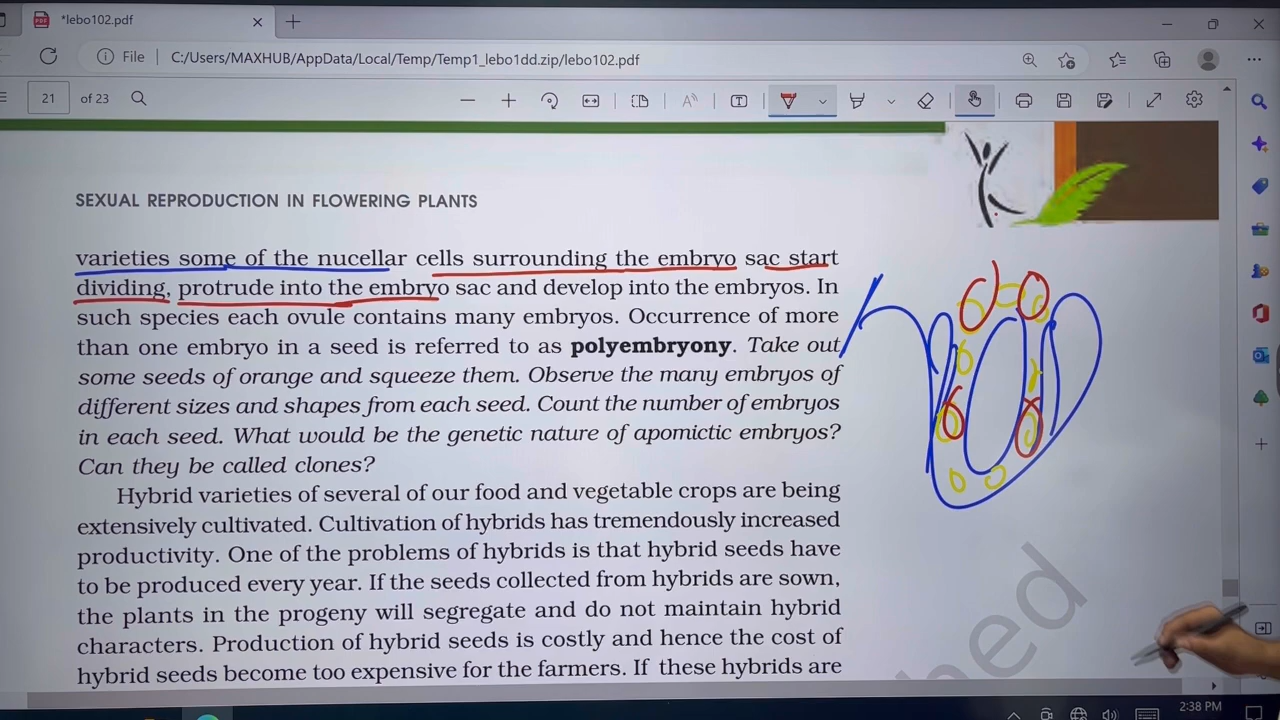 *lebo102.pdf
File C:/Users/MAXHUB/AppData/Local/Temp/Temp1_lebo1dd.zip/lebo102.pdf
21 of 23
SEXUAL REPRODUCTION IN FLOWERING PLANTS
varieties some of the nucellar cells surrounding the embryo sac start
dividing, protrude into the embryo sac and develop into the embryos. In
such species each ovule contains many embryos. Occurrence of more
than one embryo in a seed is referred to as polyembryony. Take out
some seeds of orange and squeeze them. Observe the many embryos of
different sizes and shapes from each seed. Count the number of embryos
in each seed. What would be the genetic nature of apomictic embryos?
Can they be called clones?
Hybrid varieties of several of our food and vegetable crops are being
extensively cultivated. Cultivation of hybrids has tremendously increased
productivity. One of the problems of hybrids is that hybrid seeds have
to be produced every year. If the seeds collected from hybrids are sown,
the plants in the progeny will segregate and do not maintain hybrid
characters. Production of hybrid seeds is costly and hence the cost of
hybrid seeds become too expensive for the farmers. If these hybrids are
hed
2:38 PM